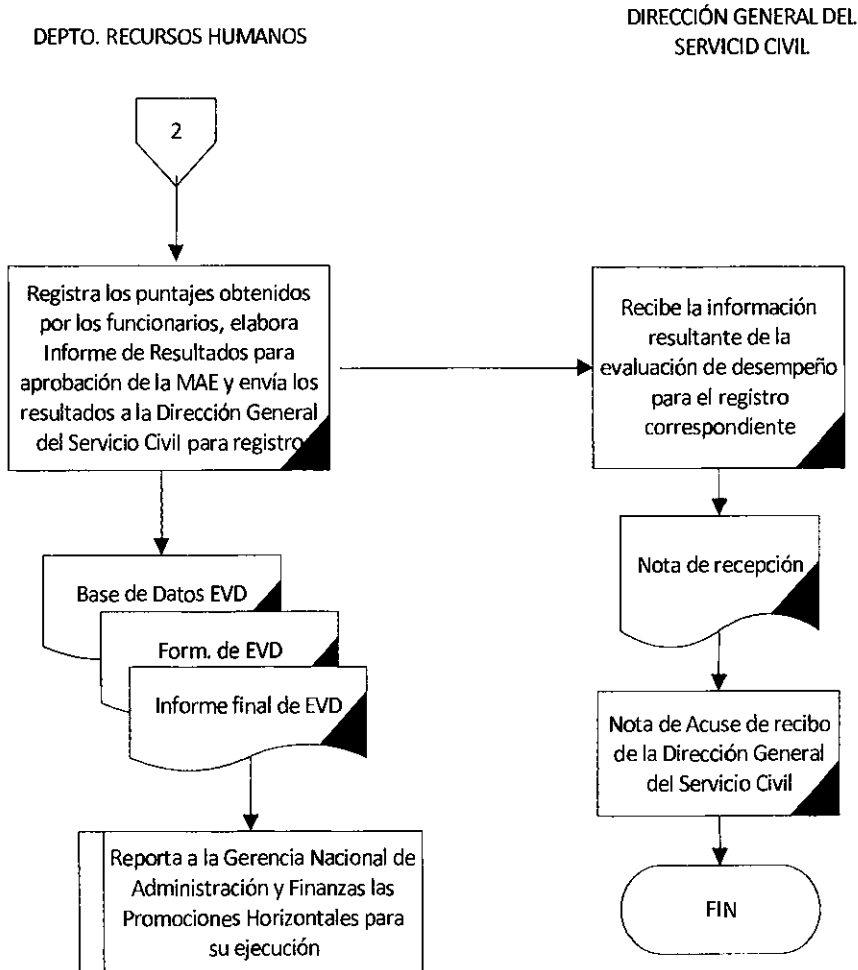 DEPTO. RECURSOS HUMANOS
DIRECCIÓN GENERAL DEL
SERVICID CIVIL
2
Registra los puntajes obtenidos
por los funcionarios, elabora
Informe de Resultados para
aprobación de la MAE y envía los
resultados a la Dirección General
del Servicio Civil para registro
Recibe la información
resultante de la
evaluación de desempeño
para el registro
correspondiente
Base de Datos EVD
Form. de EVD
Informe final de EVD
Nota de recepción
Nota de Acuse de recibo
de la Dirección General
del Servicio Civil
Reporta a la Gerencia Nacional de
Administración y Finanzas las
Promociones Horizontales para
su ejecución
FIN